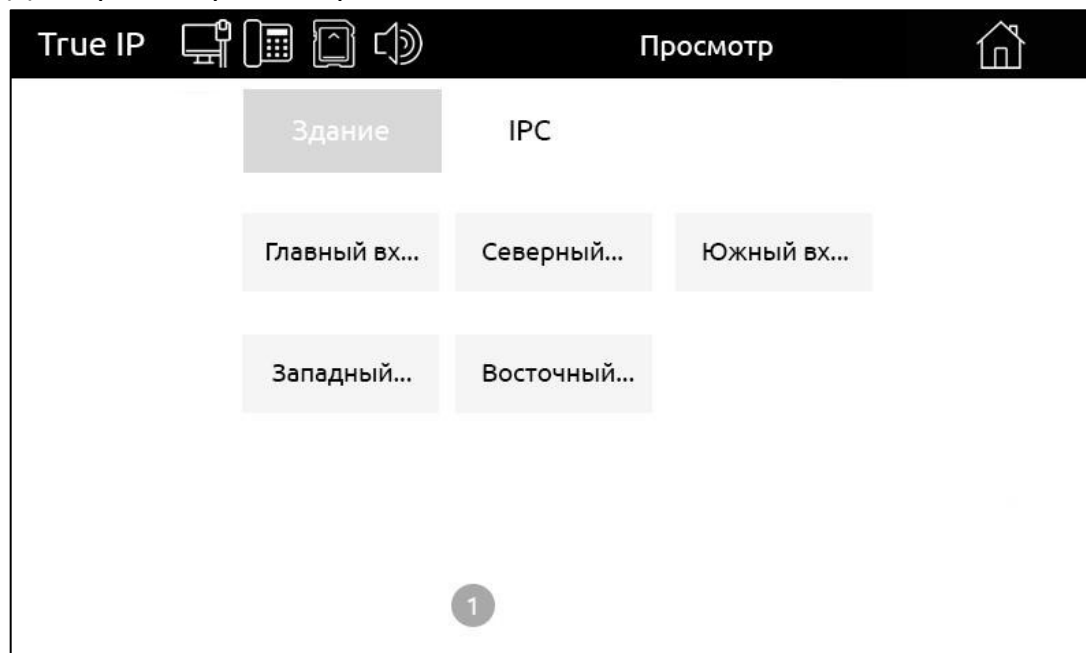 True IP Просмотр
Здание IPC
Главный вх... Северный... Южный вх...
Западный... Восточный...
1